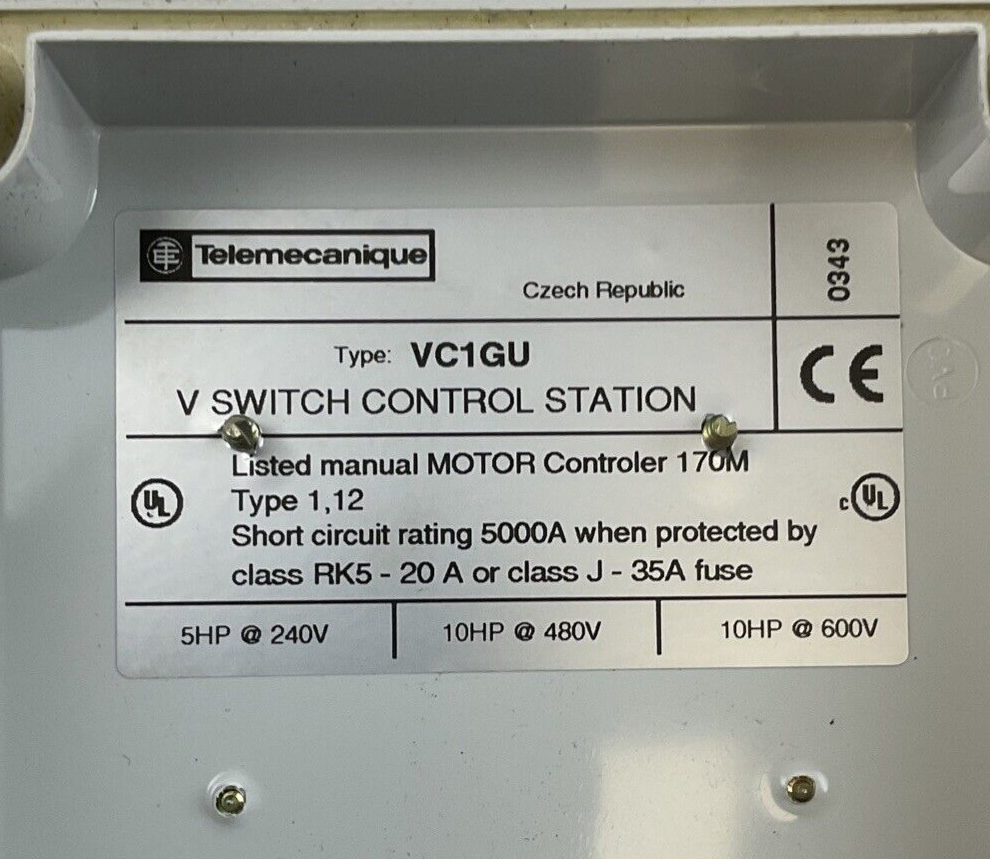 Telemecanique
Czech Republic
0343
Type: VC1GU
V SWITCH CONTROL STATION
CE
Listed manual MOTOR Controler 170M
UL
Type 1,12
c UL
Short circuit rating 5000A when protected by
class RK5 - 20 A or class J - 35A fuse
5HP @ 240V
10HP @ 480V
10HP @ 600V